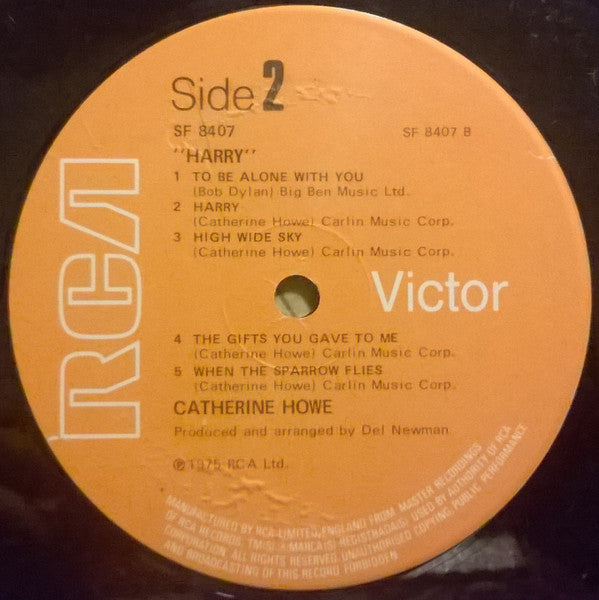 Side 2
SF 8407
SF 8407 B
"HARRY"
1 TO BE ALONE WITH YOU
(Bob Dylan) Big Ben Music Ltd.
2 HARRY
(Catherine Howe) Carlin Music Corp.
3 HIGH WIDE SKY
(Catherine Howe) Carlin Music Corp.
RCA
Victor
4 THE GIFTS YOU GAVE TO ME
(Catherine Howe) Carlin Music Corp.
5 WHEN THE SPARROW FLIES
(Catherine Howe) Carlin Music Corp.
CATHERINE HOWE
Produced and arranged by Del Newman.
℗ 1975 RCA Ltd.
MANUFACTURED BY RCA LIMITED, ENGLAND FROM MASTER RECORDINGS
OF RCA RECORDS. TM(S) ® MARCA(S) REGISTRADA(S). USED BY AUTHORITY OF RCA
CORPORATION. ALL RIGHTS RESERVED. UNAUTHORISED COPYING, PUBLIC PERFORMANCE
AND BROADCASTING OF THIS RECORD FORBIDDEN.